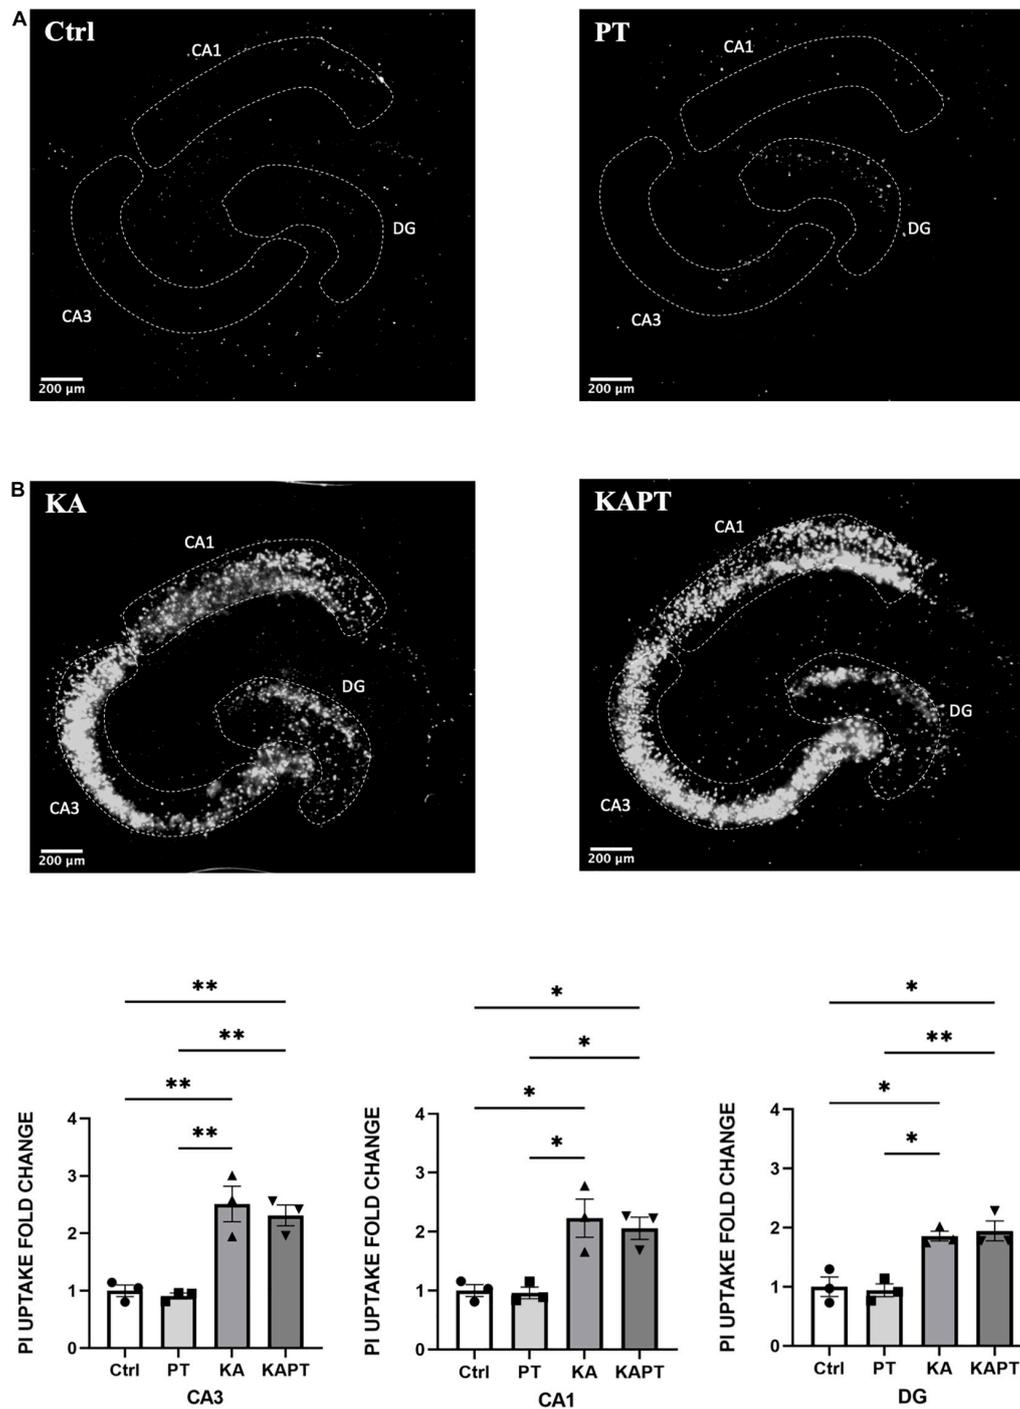 A
Ctrl
CA1
DG
CA3
200 µm
PT
CA1
DG
CA3
200 µm
B
KA
CA1
DG
CA3
200 µm
KAPT
CA1
DG
CA3
200 µm
**
**
**
**
PI UPTAKE FOLD CHANGE
4
3
2
1
0
Ctrl PT KA KAPT
CA3
*
*
*
*
PI UPTAKE FOLD CHANGE
4
3
2
1
0
Ctrl PT KA KAPT
CA1
*
**
*
*
PI UPTAKE FOLD CHANGE
4
3
2
1
0
Ctrl PT KA KAPT
DG